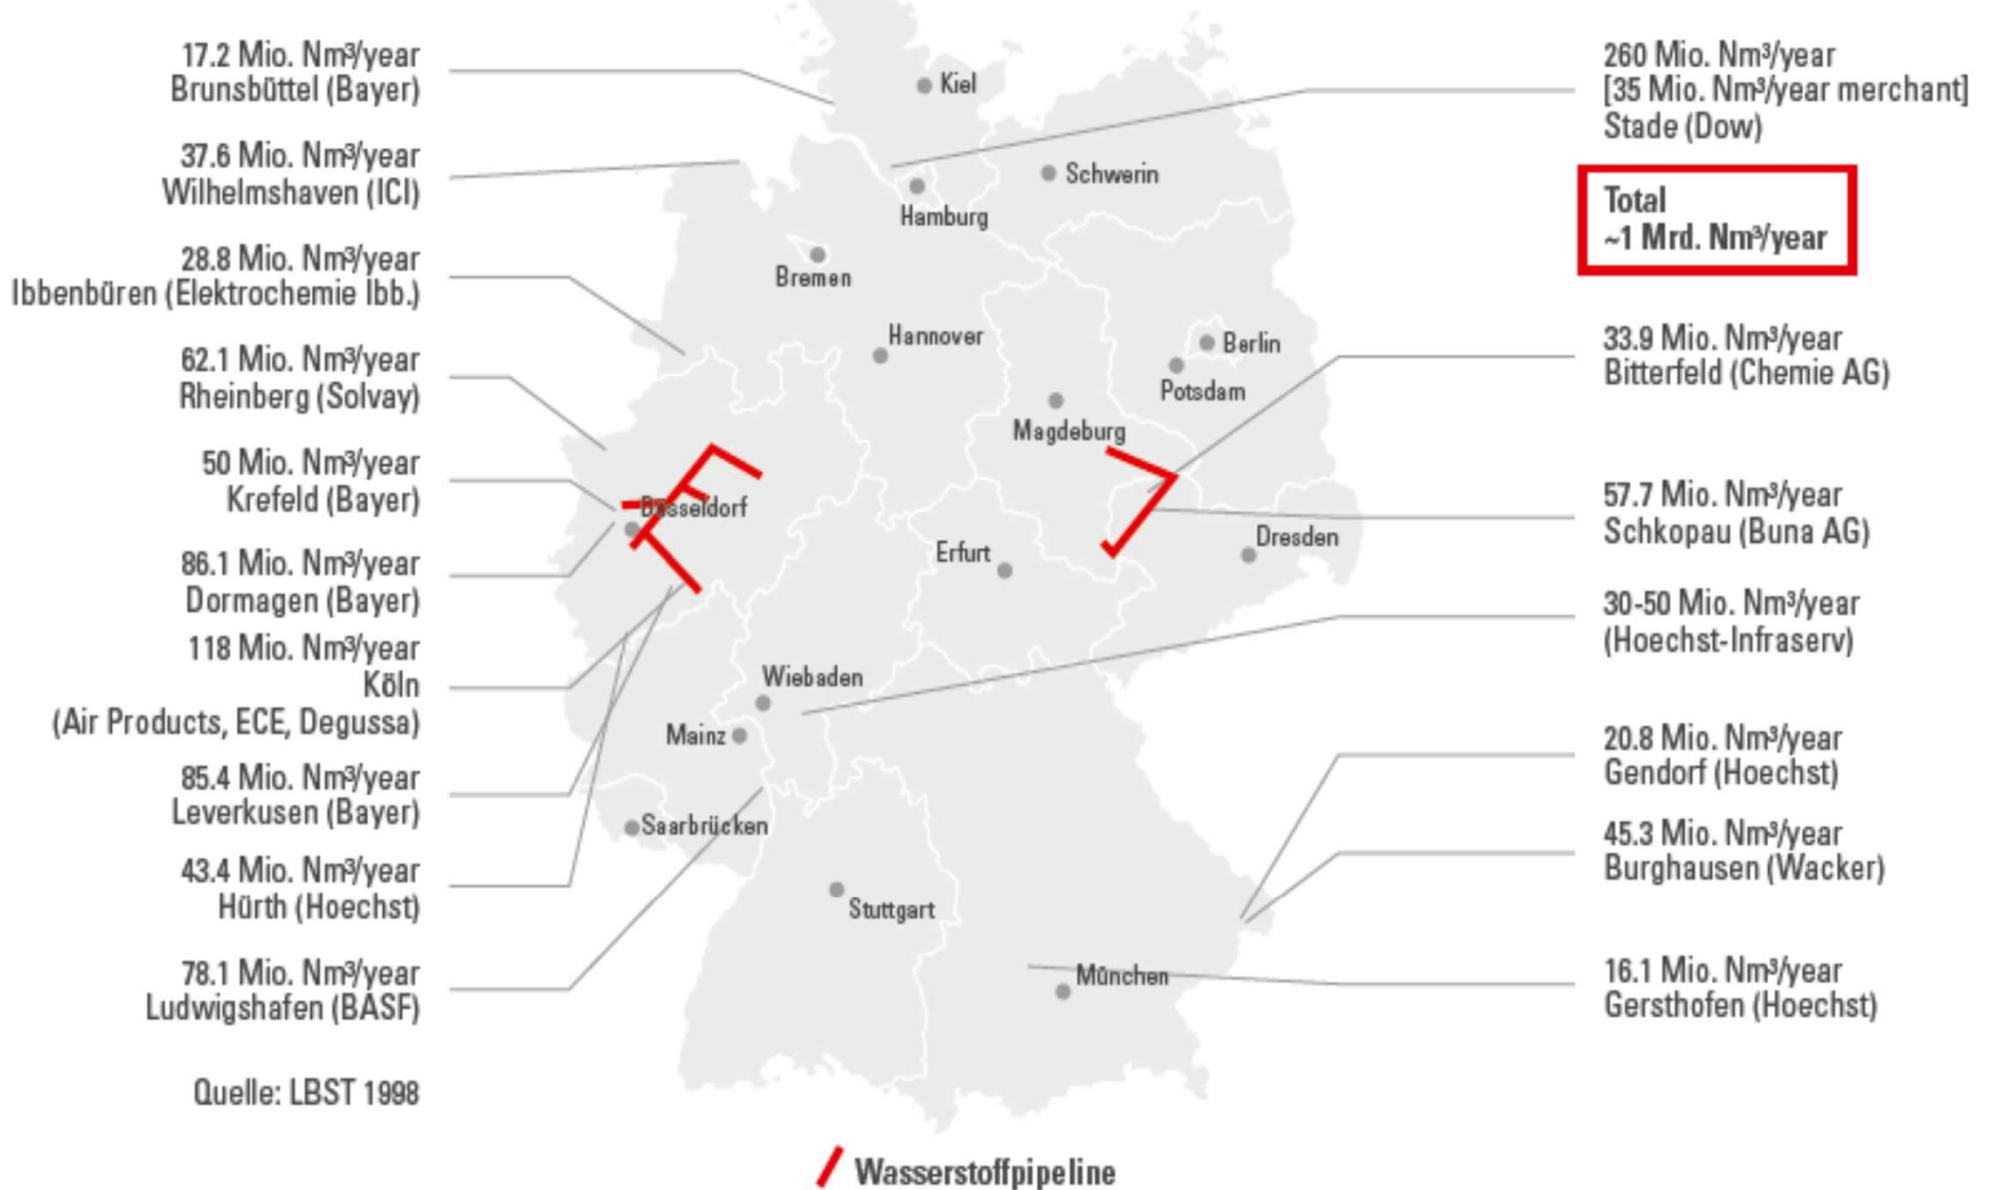 17.2 Mio. Nm³/year
Brunsbüttel (Bayer)
37.6 Mio. Nm³/year
Wilhelmshaven (ICI)
28.8 Mio. Nm³/year
Ibbenbüren (Elektrochemie Ibb.)
62.1 Mio. Nm³/year
Rheinberg (Solvay)
50 Mio. Nm³/year
Krefeld (Bayer)
86.1 Mio. Nm³/year
Dormagen (Bayer)
118 Mio. Nm³/year
Köln
(Air Products, ECE, Degussa)
85.4 Mio. Nm³/year
Leverkusen (Bayer)
43.4 Mio. Nm³/year
Hürth (Hoechst)
78.1 Mio. Nm³/year
Ludwigshafen (BASF)
Quelle: LBST 1998
Kiel
Schwerin
Hamburg
Bremen
Hannover
Berlin
Potsdam
Magdeburg
Düsseldorf
Dresden
Erfurt
Wiebaden
Mainz
Saarbrücken
Stuttgart
München
260 Mio. Nm³/year
[35 Mio. Nm³/year merchant]
Stade (Dow)
Total
~1 Mrd. Nm³/year
33.9 Mio. Nm³/year
Bitterfeld (Chemie AG)
57.7 Mio. Nm³/year
Schkopau (Buna AG)
30-50 Mio. Nm³/year
(Hoechst-Infraserv)
20.8 Mio. Nm³/year
Gendorf (Hoechst)
45.3 Mio. Nm³/year
Burghausen (Wacker)
16.1 Mio. Nm³/year
Gersthofen (Hoechst)
Wasserstoffpipeline